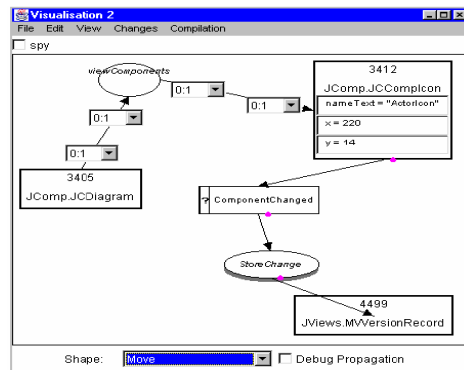 Visualisation 2
File Edit View Changes Compilation
spy
viewComponents
0:1
0:1
0:1
0:1
3412
JComp.JCCompIcon
nameText = "ActorIcon"
x = 220
y = 14
3405
JComp.JCDiagram
? ComponentChanged
StoreChange
4499
JViews.MVVersionRecord
Shape: Move Debug Propagation